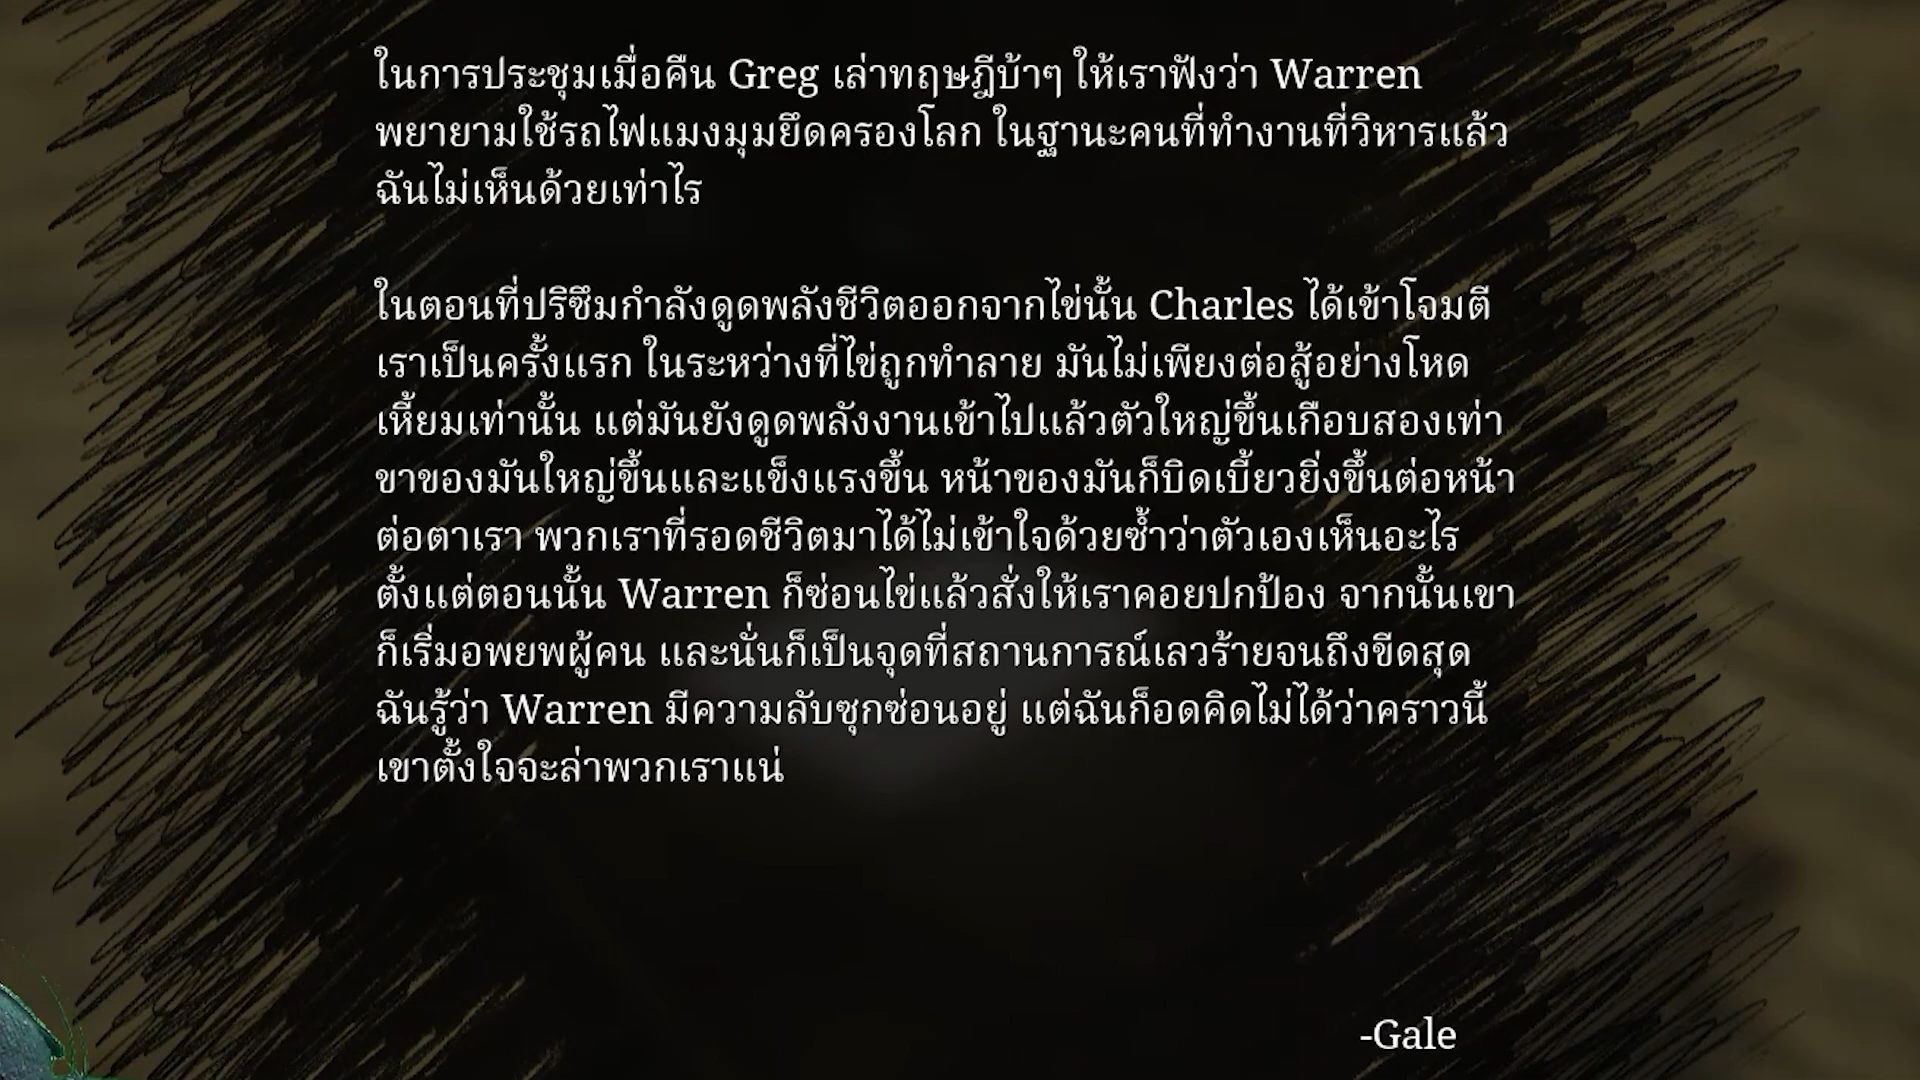 ในการประชุมเมื่อคืน Greg เล่าทฤษฎีบ้าๆ ให้เราฟังว่า Warren
พยายามใช้รถไฟแมงมุมยึดครองโลก ในฐานะคนที่ทำงานที่วิหารแล้ว
ฉันไม่เห็นด้วยเท่าไร
ในตอนที่ปริซึมกำลังดูดพลังชีวิตออกจากไข่นั้น Charles ได้เข้าโจมตี
เราเป็นครั้งแรก ในระหว่างที่ไข่ถูกทำลาย มันไม่เพียงต่อสู้อย่างโหด
เหี้ยมเท่านั้น แต่มันยังดูดพลังงานเข้าไปแล้วตัวใหญ่ขึ้นเกือบสองเท่า
ขาของมันใหญ่ขึ้นและแข็งแรงขึ้น หน้าของมันก็บิดเบี้ยวยิ่งขึ้นต่อหน้า
ต่อตาเรา พวกเราที่รอดชีวิตมาได้ไม่เข้าใจด้วยซ้ำว่าตัวเองเห็นอะไร
ตั้งแต่ตอนนั้น Warren ก็ซ่อนไข่แล้วสั่งให้เราคอยปกป้อง จากนั้นเขา
ก็เริ่มอพยพผู้คน และนั่นก็เป็นจุดที่สถานการณ์เลวร้ายจนถึงขีดสุด
ฉันรู้ว่า Warren มีความลับซุกซ่อนอยู่ แต่ฉันก็อดคิดไม่ได้ว่าคราวนี้
เขาตั้งใจจะล่าพวกเราแน่
-Gale